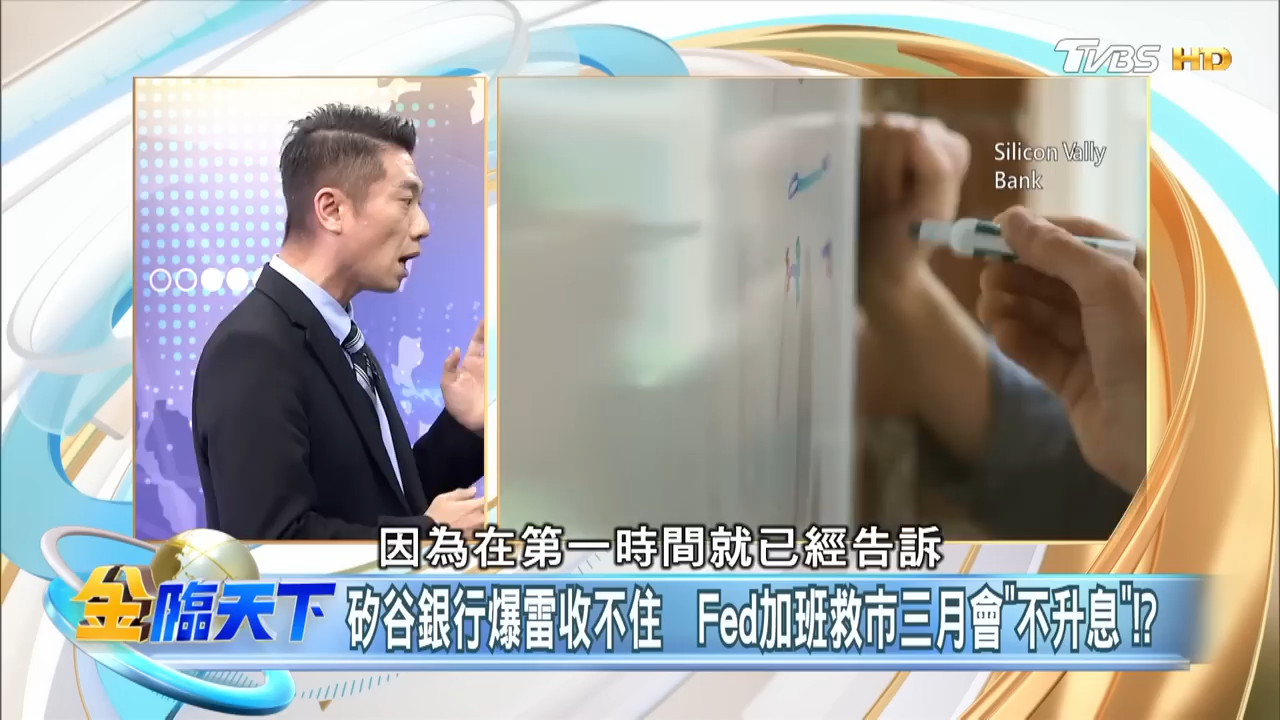 TVBS HD
Silicon Vally
Bank
因為在第一時間就已經告訴
金臨天下
矽谷銀行爆雷收不住 Fed加班救市三月會"不升息"!?